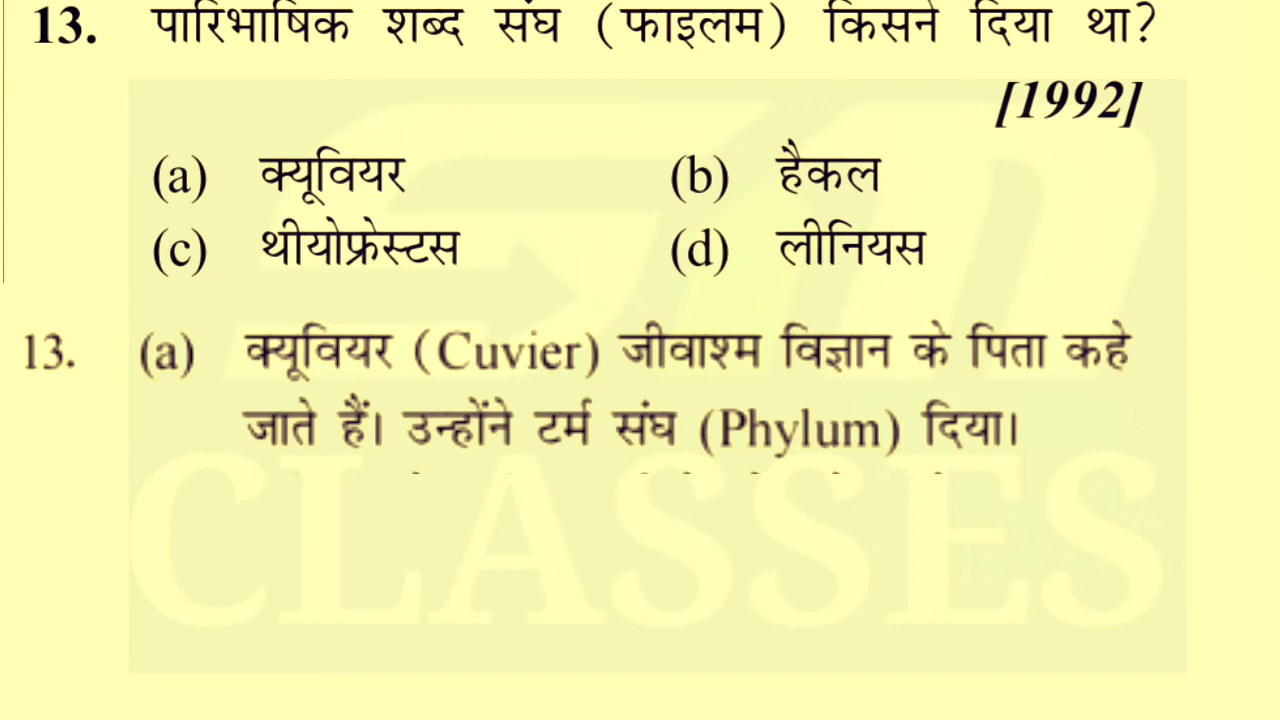 13. पारिभाषिक शब्द संघ (फाइलम) किसने दिया था?
[1992]
(a) क्यूवियर (b) हैकल
(c) थीयोफ्रेस्टस (d) लीनियस
13. (a) क्यूवियर (Cuvier) जीवाश्म विज्ञान के पिता कहे
जाते हैं। उन्होंने टर्म संघ (Phylum) दिया।
CLASSES